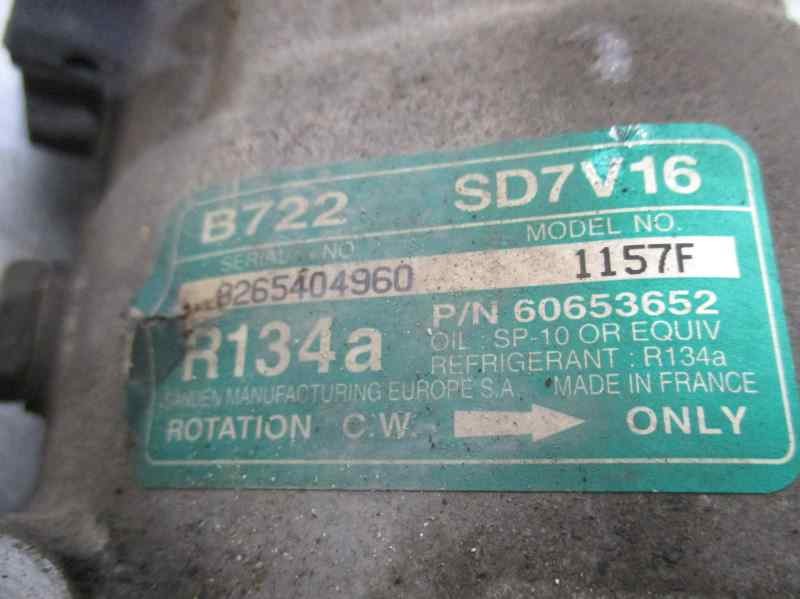 B722 SD7V16
SERIAL NO. MODEL NO.
8265404960 1157F
P/N 60653652
R134a OIL : SP-10 OR EQUIV
REFRIGERANT : R134a
SANDEN MANUFACTURING EUROPE S.A. MADE IN FRANCE
ROTATION C.W. ONLY